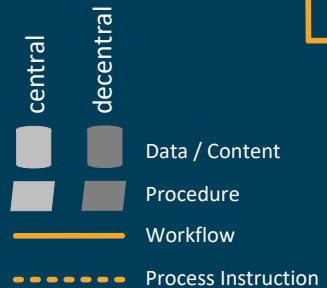 central
decentral
Data / Content
Procedure
Workflow
Process Instruction